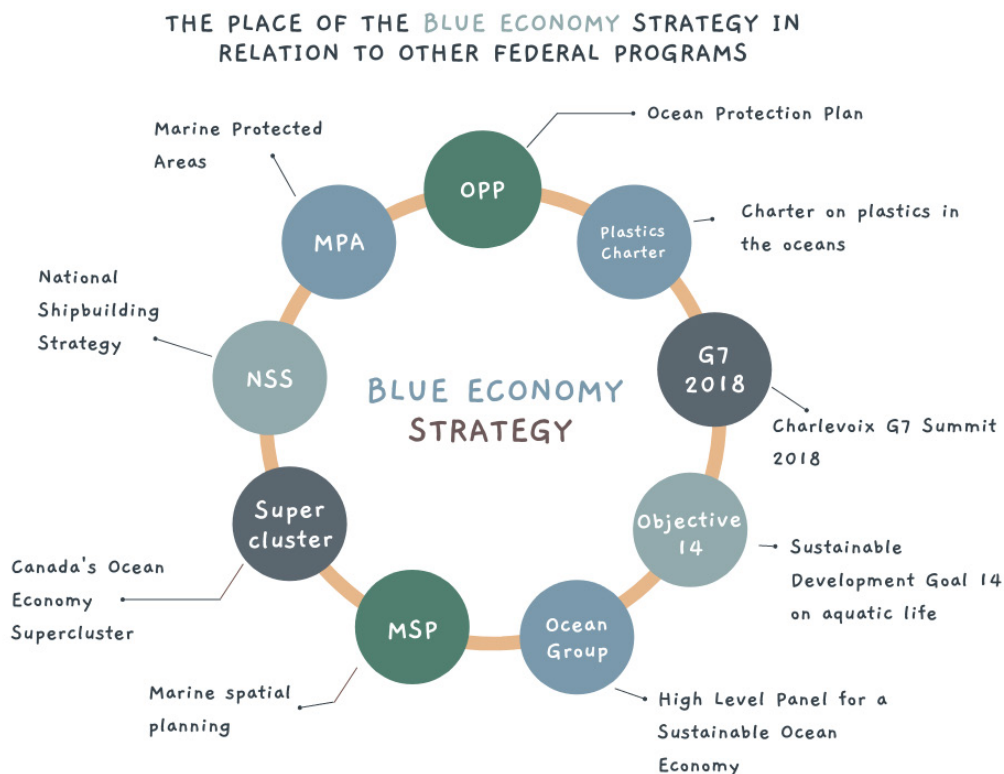 THE PLACE OF THE BLUE ECONOMY STRATEGY IN
RELATION TO OTHER FEDERAL PROGRAMS
OPP
Ocean Protection Plan
Plastics
Charter
Charter on plastics in
the oceans
G7
2018
Charlevoix G7 Summit
2018
Objective
14
Sustainable
Development Goal 14
on aquatic life
Ocean
Group
High Level Panel for a
Sustainable Ocean
Economy
MSP
Marine spatial
planning
Super
cluster
Canada's Ocean
Economy
Supercluster
NSS
National
Shipbuilding
Strategy
MPA
Marine Protected
Areas
BLUE ECONOMY
STRATEGY